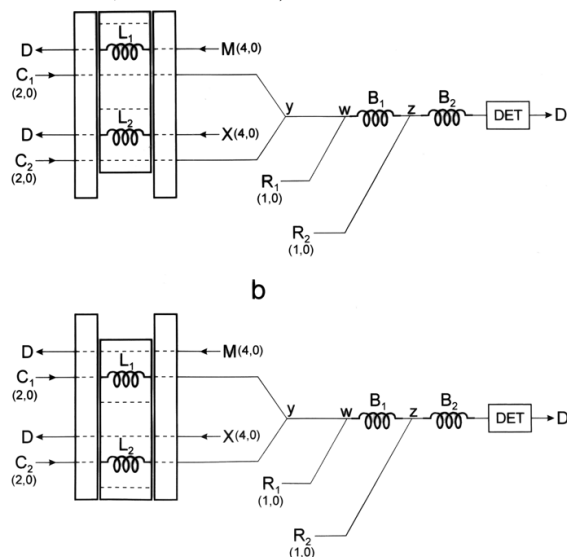 L₁
D M(4,0)
C₁ B₁ B₂
(2,0)
y w z DET D
L₂
D X(4,0)
C₂
(2,0)
R₁
(1,0)
R₂
(1,0)
b
D M(4,0)
L₁
C₁
(2,0)
B₁ B₂
y w z DET D
D X(4,0)
L₂
C₂
(2,0)
R₁
(1,0)
R₂
(1,0)